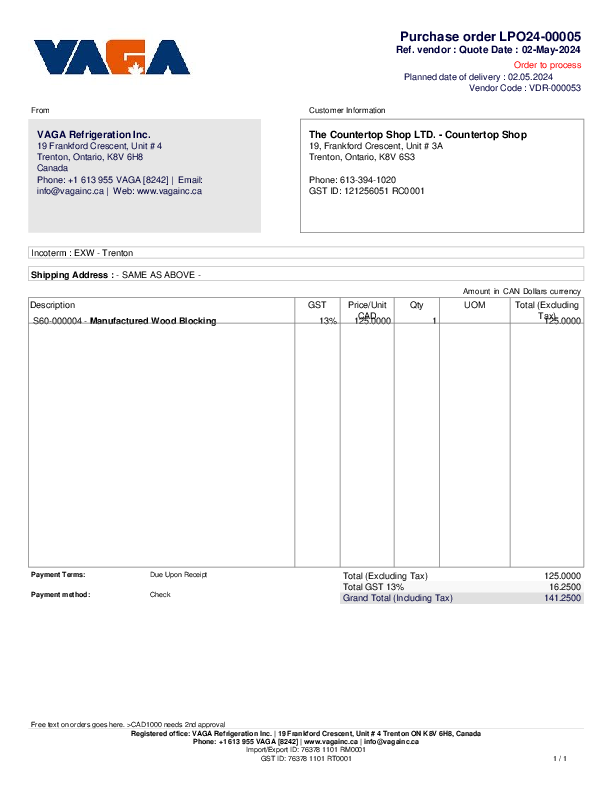 VAGA
Purchase order LPO24-00005
Ref. vendor : Quote Date : 02-May-2024
Order to process
Planned date of delivery : 02.05.2024
Vendor Code : VDR-000053
From
Customer Information
VAGA Refrigeration Inc.
19 Frankford Crescent, Unit # 4
Trenton, Ontario, K8V 6H8
Canada
Phone: +1 613 955 VAGA [8242] | Email:
info@vagainc.ca | Web: www.vagainc.ca
The Countertop Shop LTD. - Countertop Shop
19, Frankford Crescent, Unit # 3A
Trenton, Ontario, K8V 6S3
Phone: 613-394-1020
GST ID: 121256051 RC0001
Incoterm : EXW - Trenton
Shipping Address : - SAME AS ABOVE -
Amount in CAN Dollars currency
Description GST Price/Unit CAD Qty UOM Total (Excluding Tax)
S60-000004 - Manufactured Wood Blocking 13% 125.0000 1 125.0000
Payment Terms: Due Upon Receipt
Payment method: Check
Total (Excluding Tax) 125.0000
Total GST 13% 16.2500
Grand Total (Including Tax) 141.2500
Free text on orders goes here. >CAD1000 needs 2nd approval
Registered office: VAGA Refrigeration Inc. | 19 Frankford Crescent, Unit # 4 Trenton ON K8V 6H8, Canada
Phone: +1 613 955 VAGA [8242] | www.vagainc.ca | info@vagainc.ca
Import/Export ID: 76378 1101 RM0001
GST ID: 76378 1101 RT0001
1 / 1